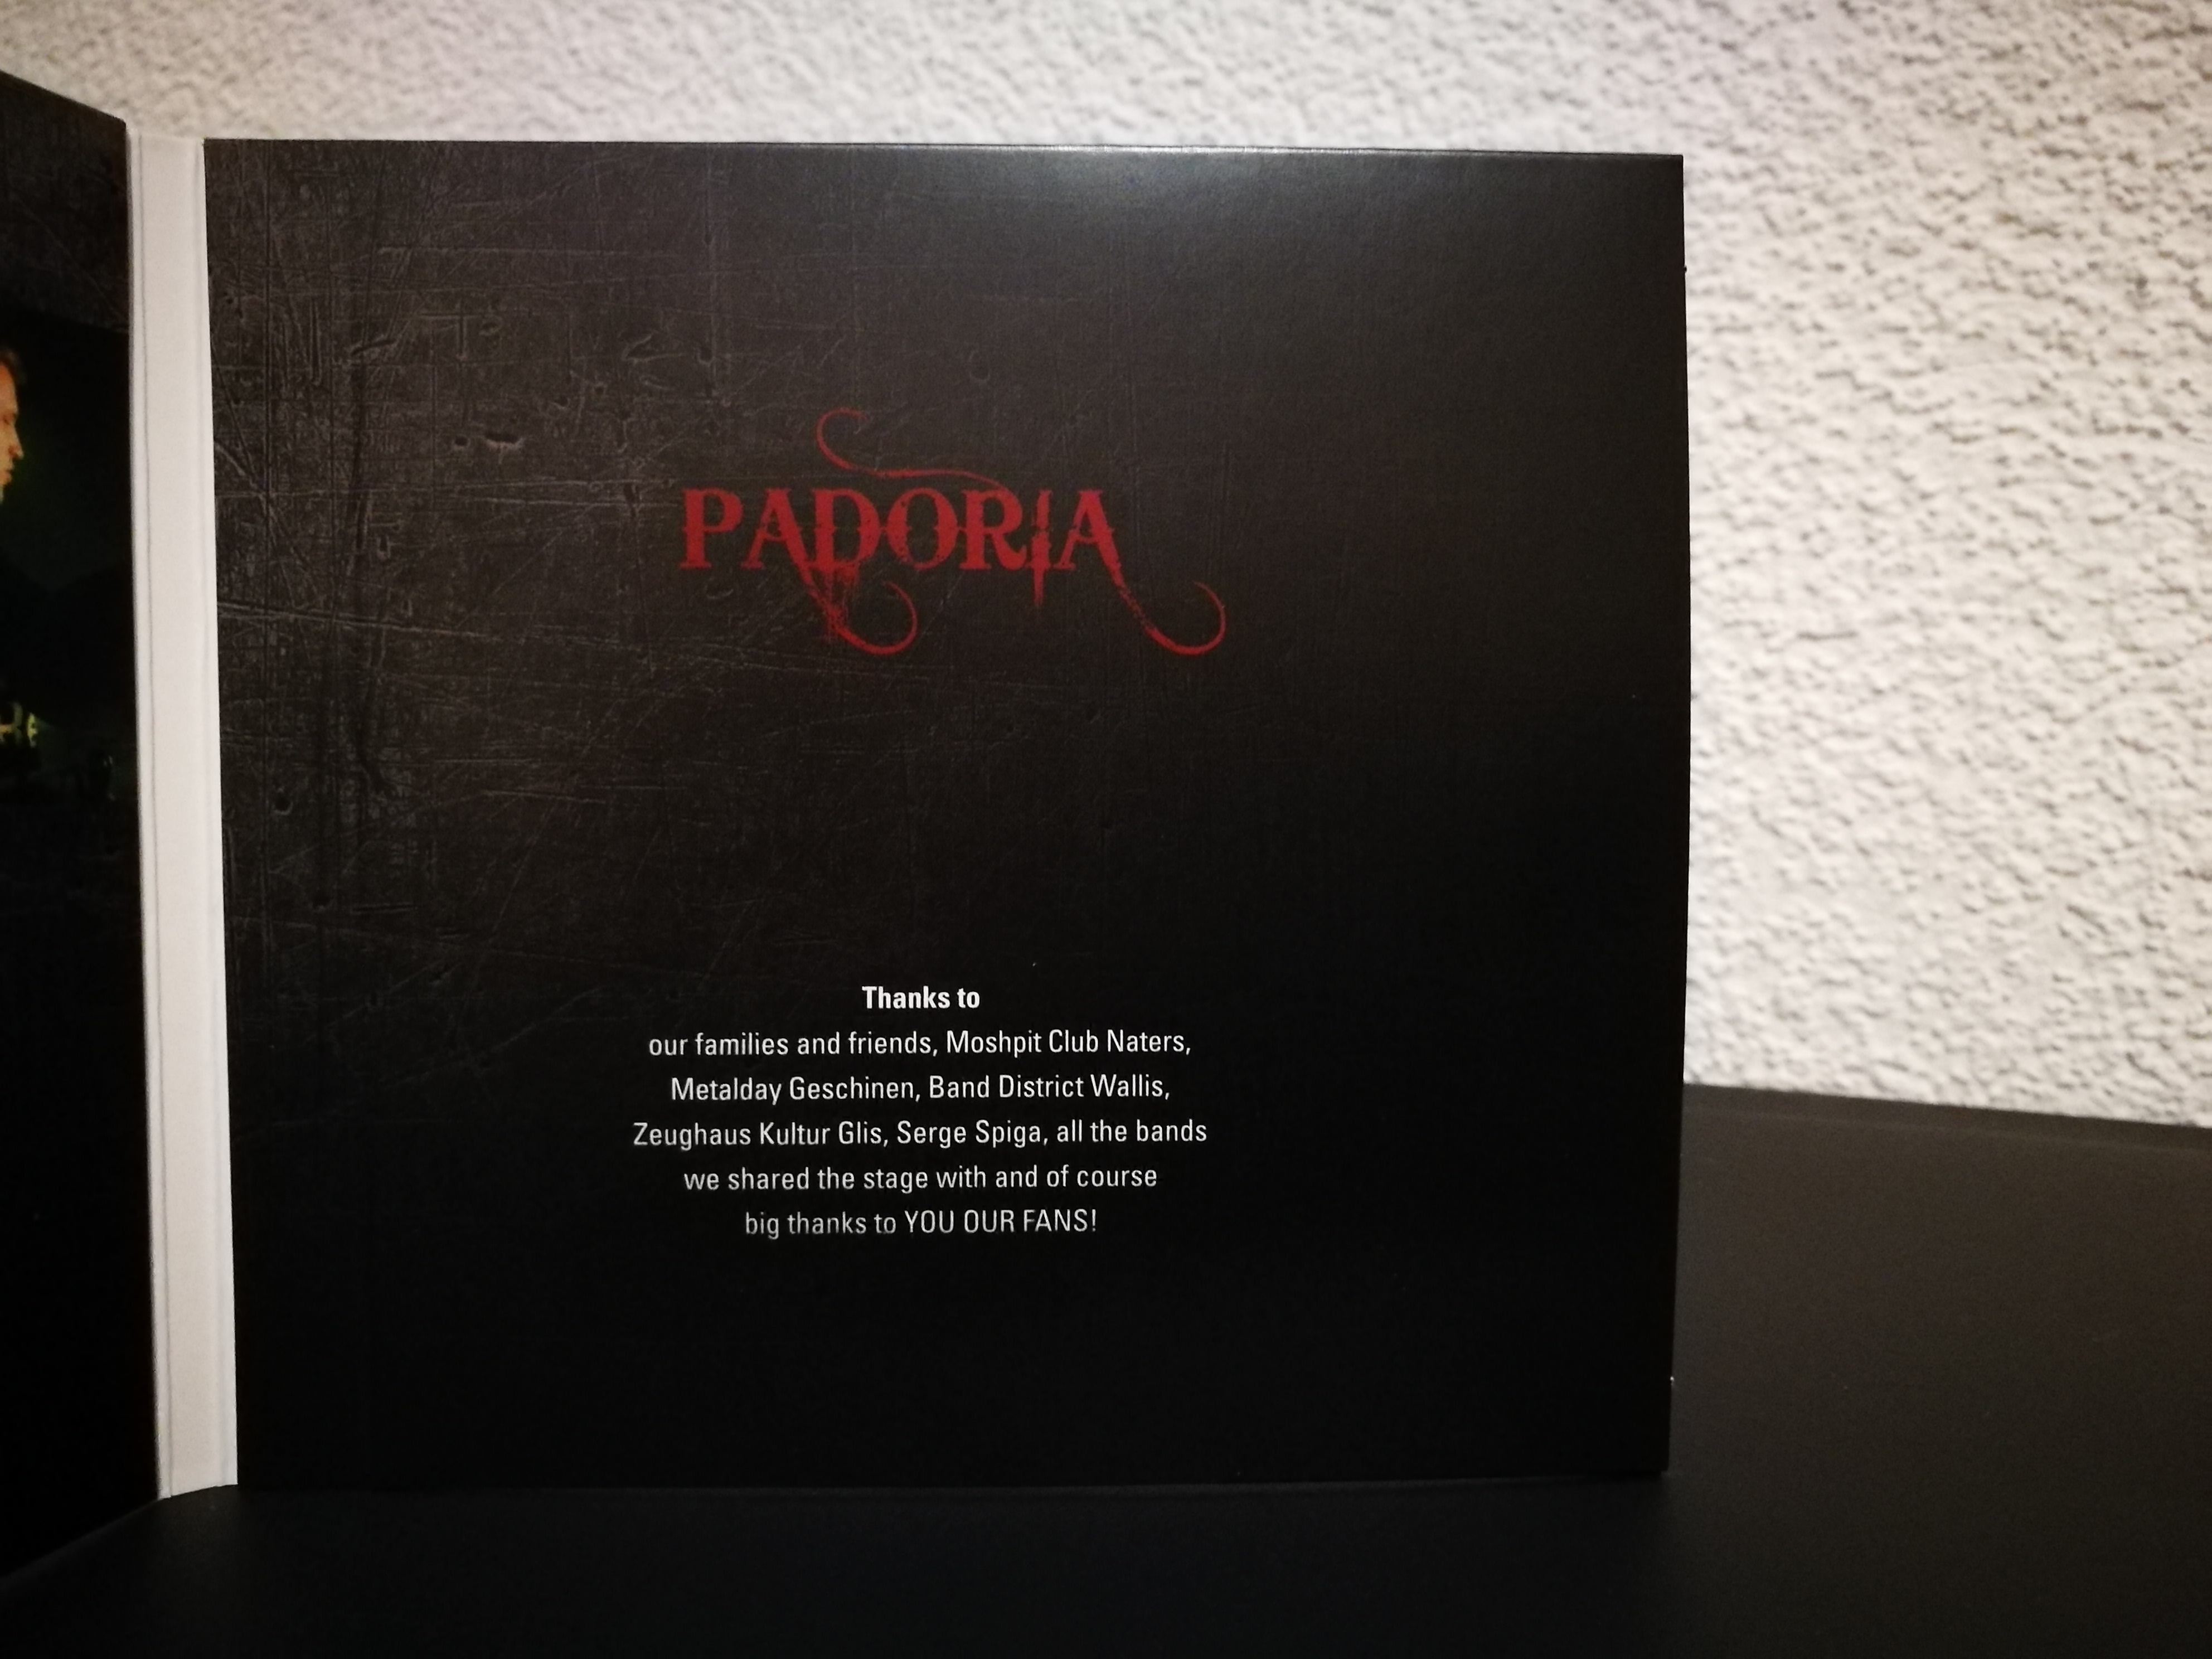 PADORIA
Thanks to
our families and friends, Moshpit Club Naters,
Metalday Geschinen, Band District Wallis,
Zeughaus Kultur Glis, Serge Spiga, all the bands
we shared the stage with and of course
big thanks to YOU OUR FANS!